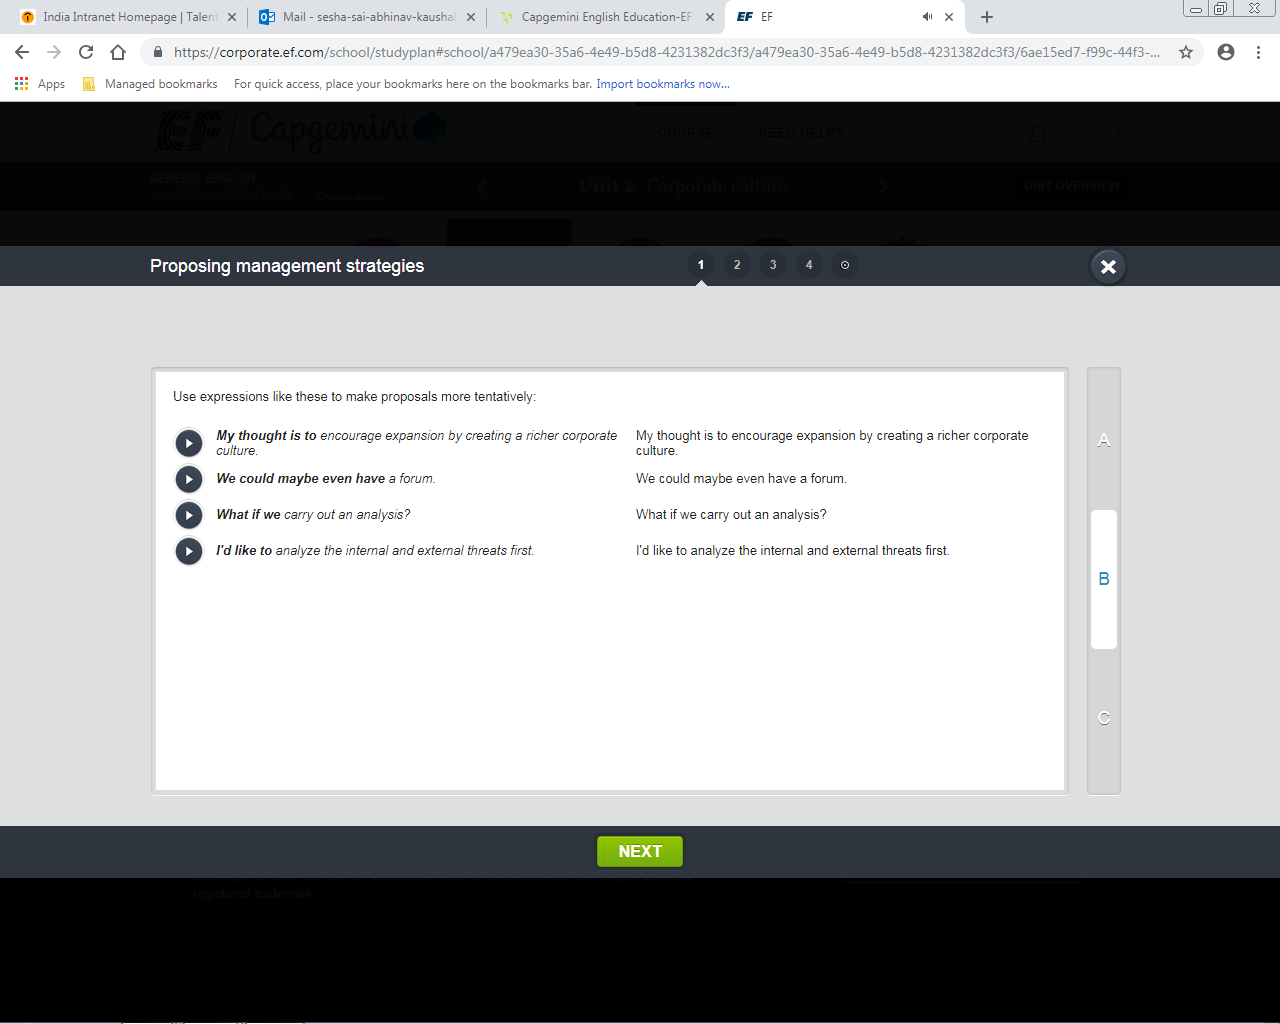 India Intranet Homepage | Talent
Mail - sesha-sai-abhinav-kaushal
Capgemini English Education-EF
EF EF
https://corporate.ef.com/school/studyplan#school/a479ea30-35a6-4e49-b5d8-4231382dc3f3/a479ea30-35a6-4e49-b5d8-4231382dc3f3/6ae15ed7-f99c-44f3-...
Apps Managed bookmarks For quick access, place your bookmarks here on the bookmarks bar. Import bookmarks now...
EF Capgemini COURSE NEED HELP?
GENERAL ENGLISH
Unit 2 Corporate culture
UNIT OVERVIEW
Change course
Proposing management strategies 1 2 3 4
Use expressions like these to make proposals more tentatively:
My thought is to encourage expansion by creating a richer corporate
culture.
My thought is to encourage expansion by creating a richer corporate
culture.
We could maybe even have a forum. We could maybe even have a forum.
What if we carry out an analysis? What if we carry out an analysis?
I'd like to analyze the internal and external threats first. I'd like to analyze the internal and external threats first.
A
B
C
NEXT
registered trademark